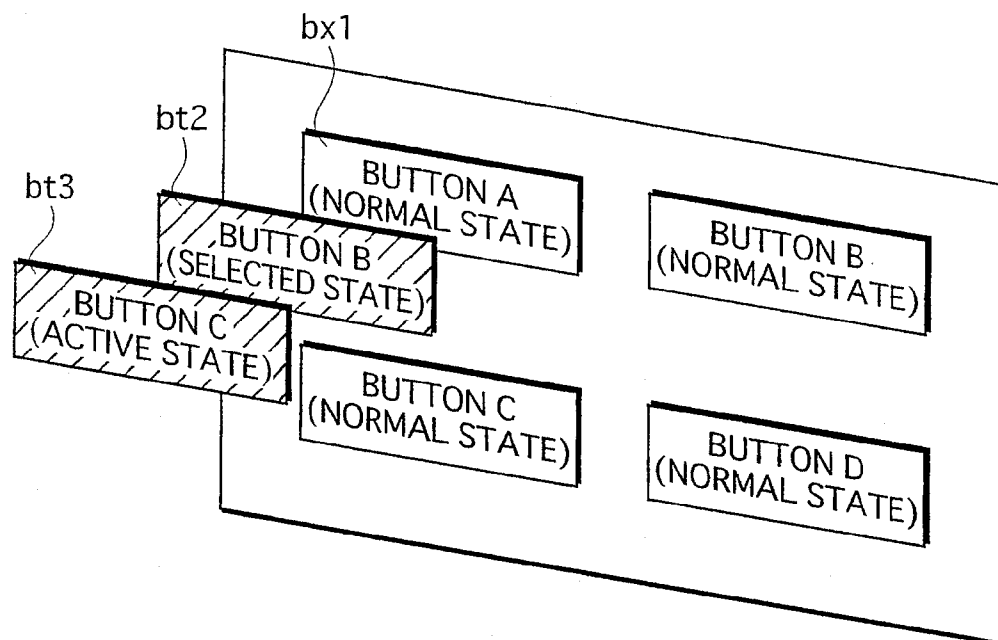 bx1
bt2
bt3
BUTTON A
(NORMAL STATE)
BUTTON B
(SELECTED STATE)
BUTTON C
(ACTIVE STATE)
BUTTON B
(NORMAL STATE)
BUTTON C
(NORMAL STATE)
BUTTON D
(NORMAL STATE)